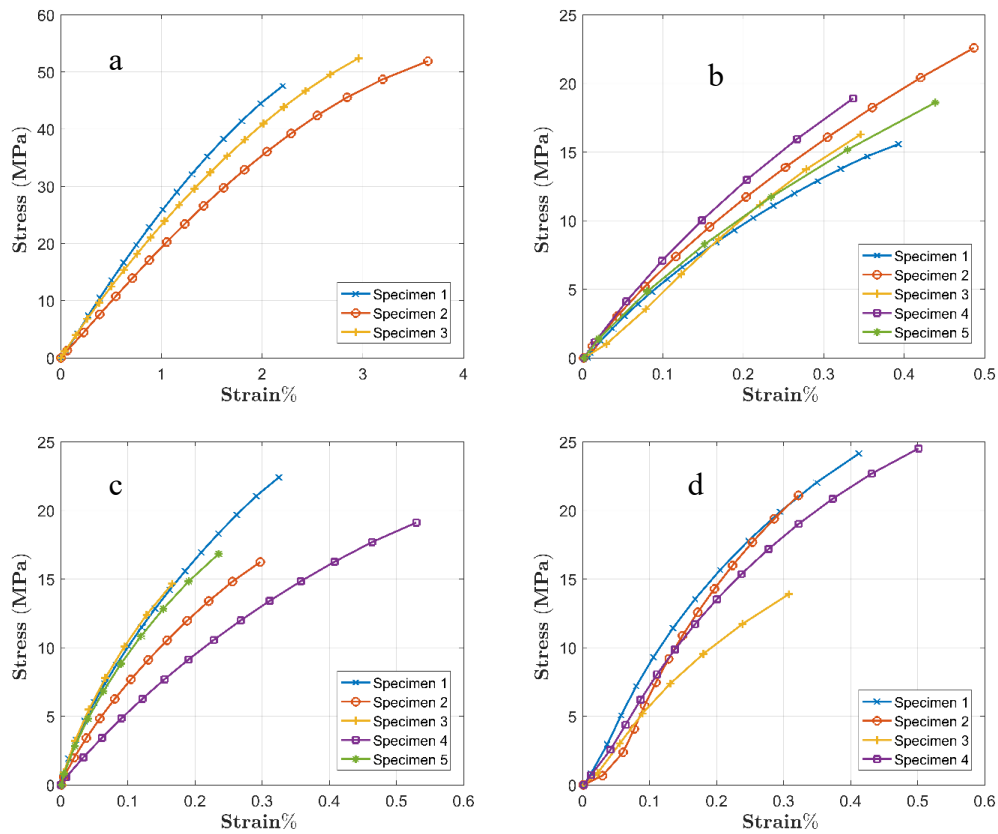 a
60
50
40
30
20
10
0
Stress (MPa)
0 1 2 3 4
Strain%
Specimen 1
Specimen 2
Specimen 3
b
25
20
15
10
5
0
Stress (MPa)
0 0.1 0.2 0.3 0.4 0.5
Strain%
Specimen 1
Specimen 2
Specimen 3
Specimen 4
Specimen 5
c
25
20
15
10
5
0
Stress (MPa)
0 0.1 0.2 0.3 0.4 0.5 0.6
Strain%
Specimen 1
Specimen 2
Specimen 3
Specimen 4
Specimen 5
d
25
20
15
10
5
0
Stress (MPa)
0 0.1 0.2 0.3 0.4 0.5 0.6
Strain%
Specimen 1
Specimen 2
Specimen 3
Specimen 4